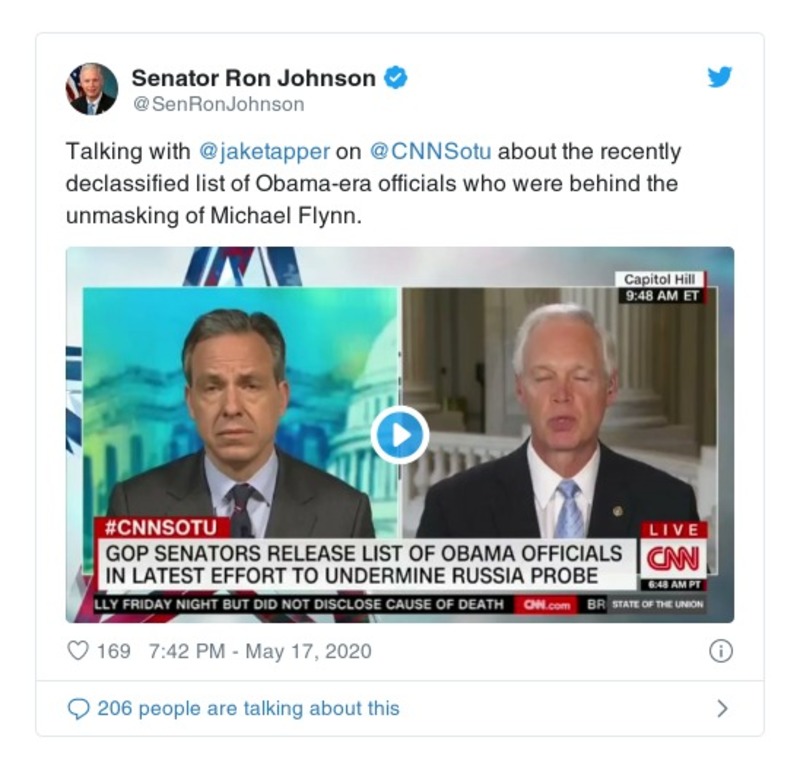 Senator Ron Johnson
@SenRonJohnson
Talking with @jaketapper on @CNNSotu about the recently
declassified list of Obama-era officials who were behind the
unmasking of Michael Flynn.
Capitol Hill
9:48 AM ET
#CNNSOTU
GOP SENATORS RELEASE LIST OF OBAMA OFFICIALS
IN LATEST EFFORT TO UNDERMINE RUSSIA PROBE
LIVE
CNN
6:48 AM PT
LLY FRIDAY NIGHT BUT DID NOT DISCLOSE CAUSE OF DEATH CNN.com BR STATE OF THE UNION
169 7:42 PM - May 17, 2020
206 people are talking about this